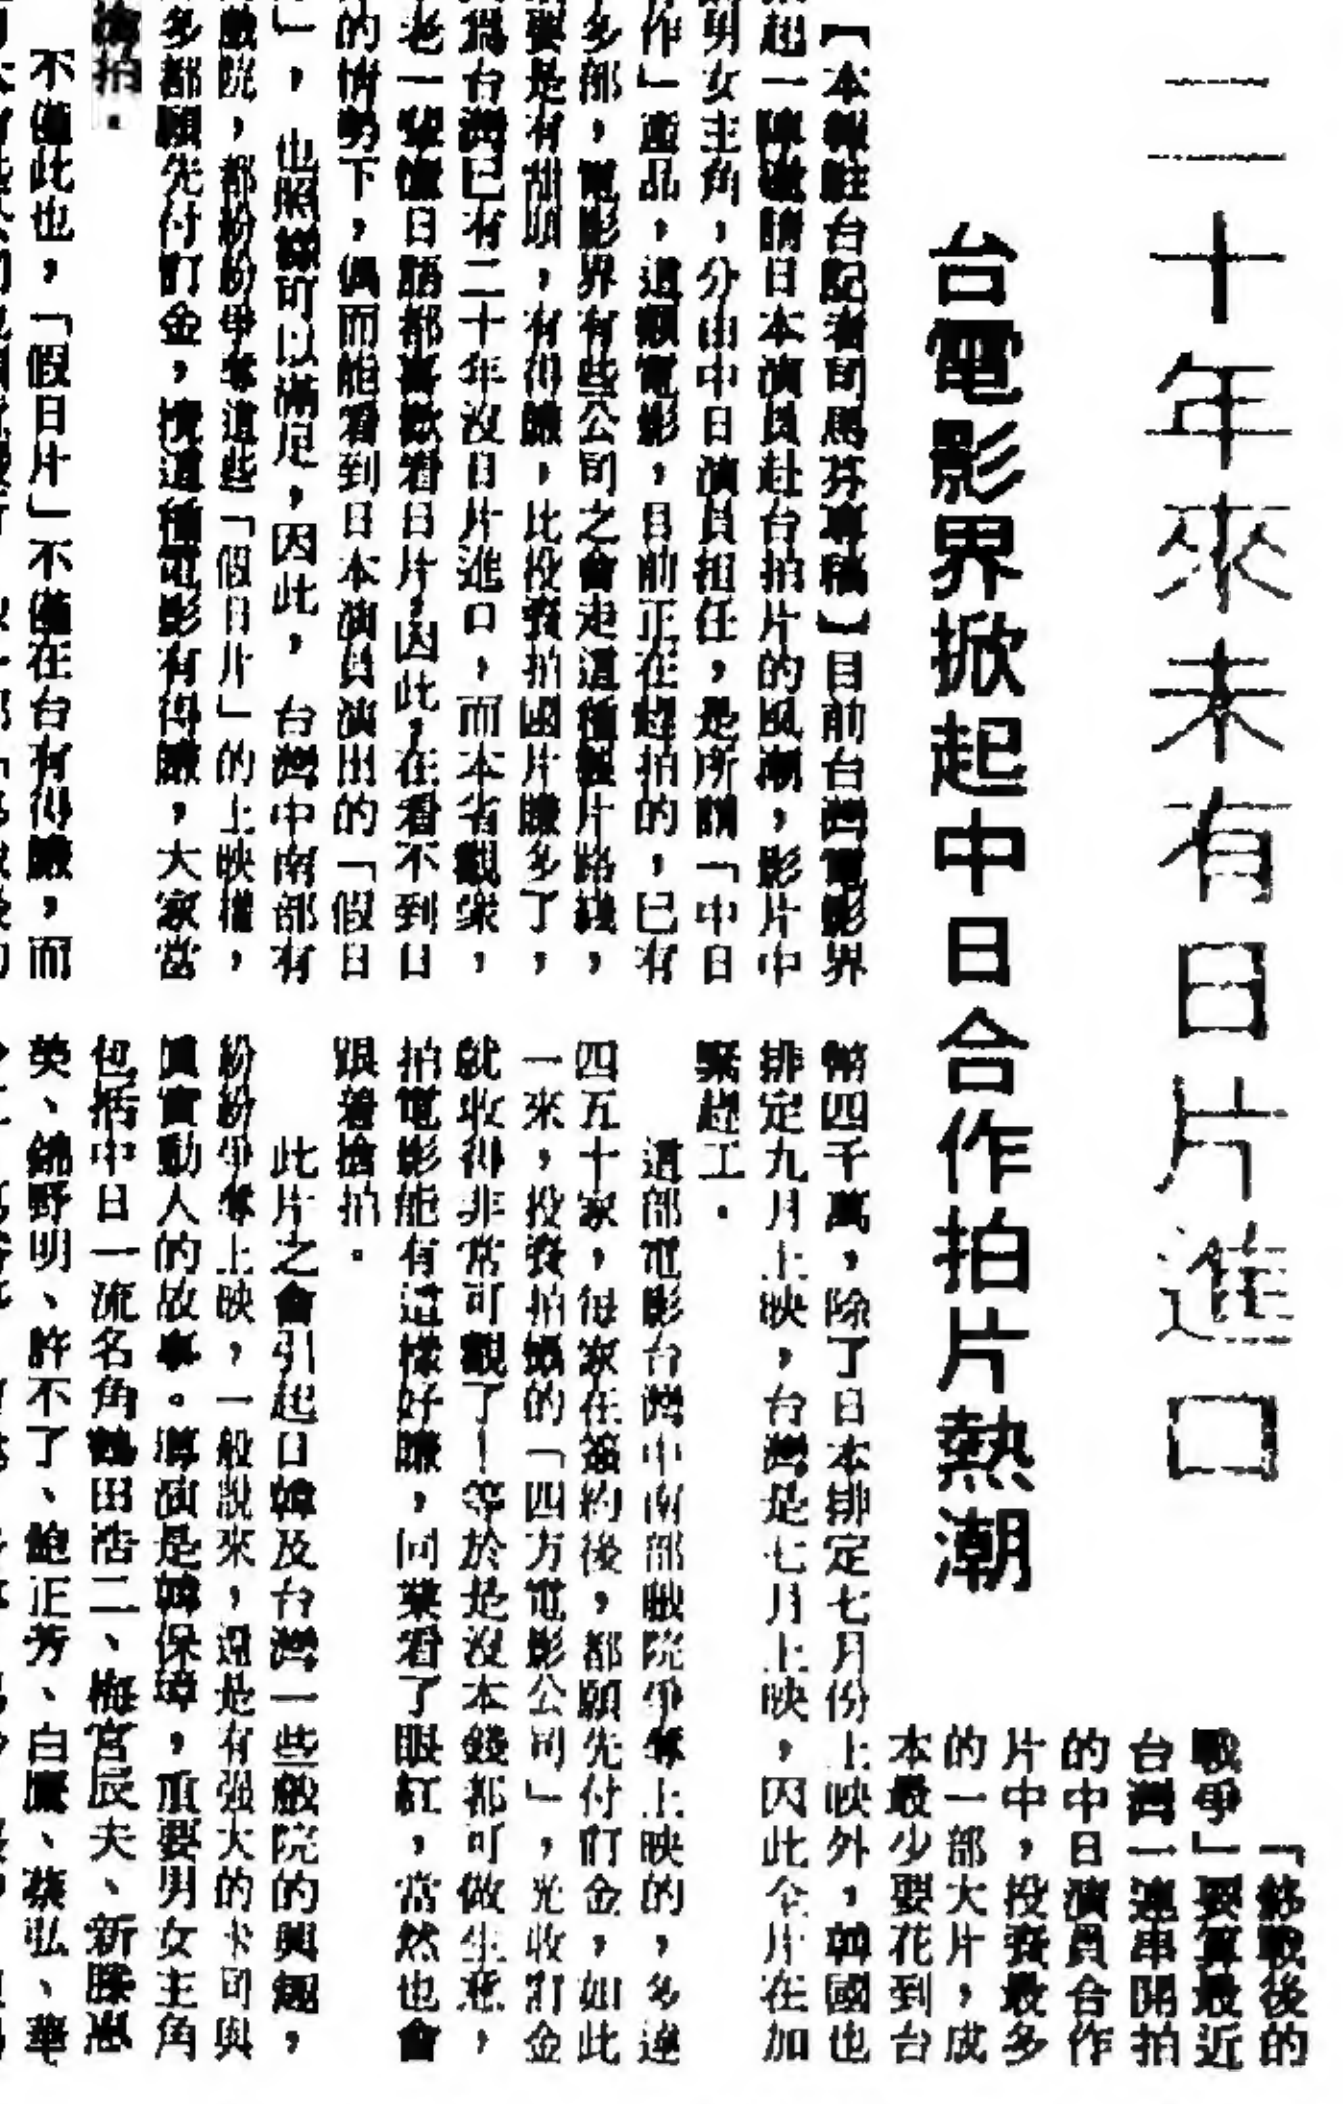 二十年來未有日片進口
台電影界掀起中日合作拍片熱潮
【本報駐台記者司馬芬專稿】目前台灣電影界
起一陣邀請日本演員赴台拍片的風潮，影片中
男女主角，分由中日演員担任，是所謂「中日
作」產品，這類電影，目前正在趕拍的，已有
多部，電影界有些公司之會走這種製片路綫，
要是有甜頭，有得賺，比投資拍國片賺多了，
為台灣已有二十年沒日片進口，而本省觀衆，
老一輩懂日語都喜歡看日片，因此，在看不到日
的情勢下，偶而能看到日本演員演出的「假日
」，也照樣可以滿足，因此，台灣中南部有
戲院，都紛紛爭奪這些「假日片」的上映權，
多都願先付訂金，攪這種電影有得賺，大家當
搶拍。
不僅此也，「假日片」不僅在台有得賺，而
「停戰後的
戰爭」要算最近
台灣一連串開拍
的中日演員合作
片中，投資最多
的一部大片，成
本最少要花到台
幣四千萬，除了日本排定七月份上映外，韓國也
排定九月上映，台灣是七月上映，因此令片在加
緊趕工。
這部電影台灣中南部戲院爭奪上映的，多達
四五十家，每家在簽約後，都願先付訂金，如此
一來，投資拍攝的「四方電影公司」，光收訂金
就收得非常可觀了！等於是沒本錢都可做生意，
拍電影能有這樣好賺，同業看了眼紅，當然也會
跟着搶拍。
此片之會引起日韓及台灣一些戲院的興趣，
紛紛爭奪上映，一般說來，還是有强大的卡司與
真實動人的故事。導演是韓保璋，重要男女主角
包括中日一流名角鶴田浩二、梅宮辰夫、新藤惠
美、錦野明、許不了、鮑正芳、白鷹、蔡弘、華